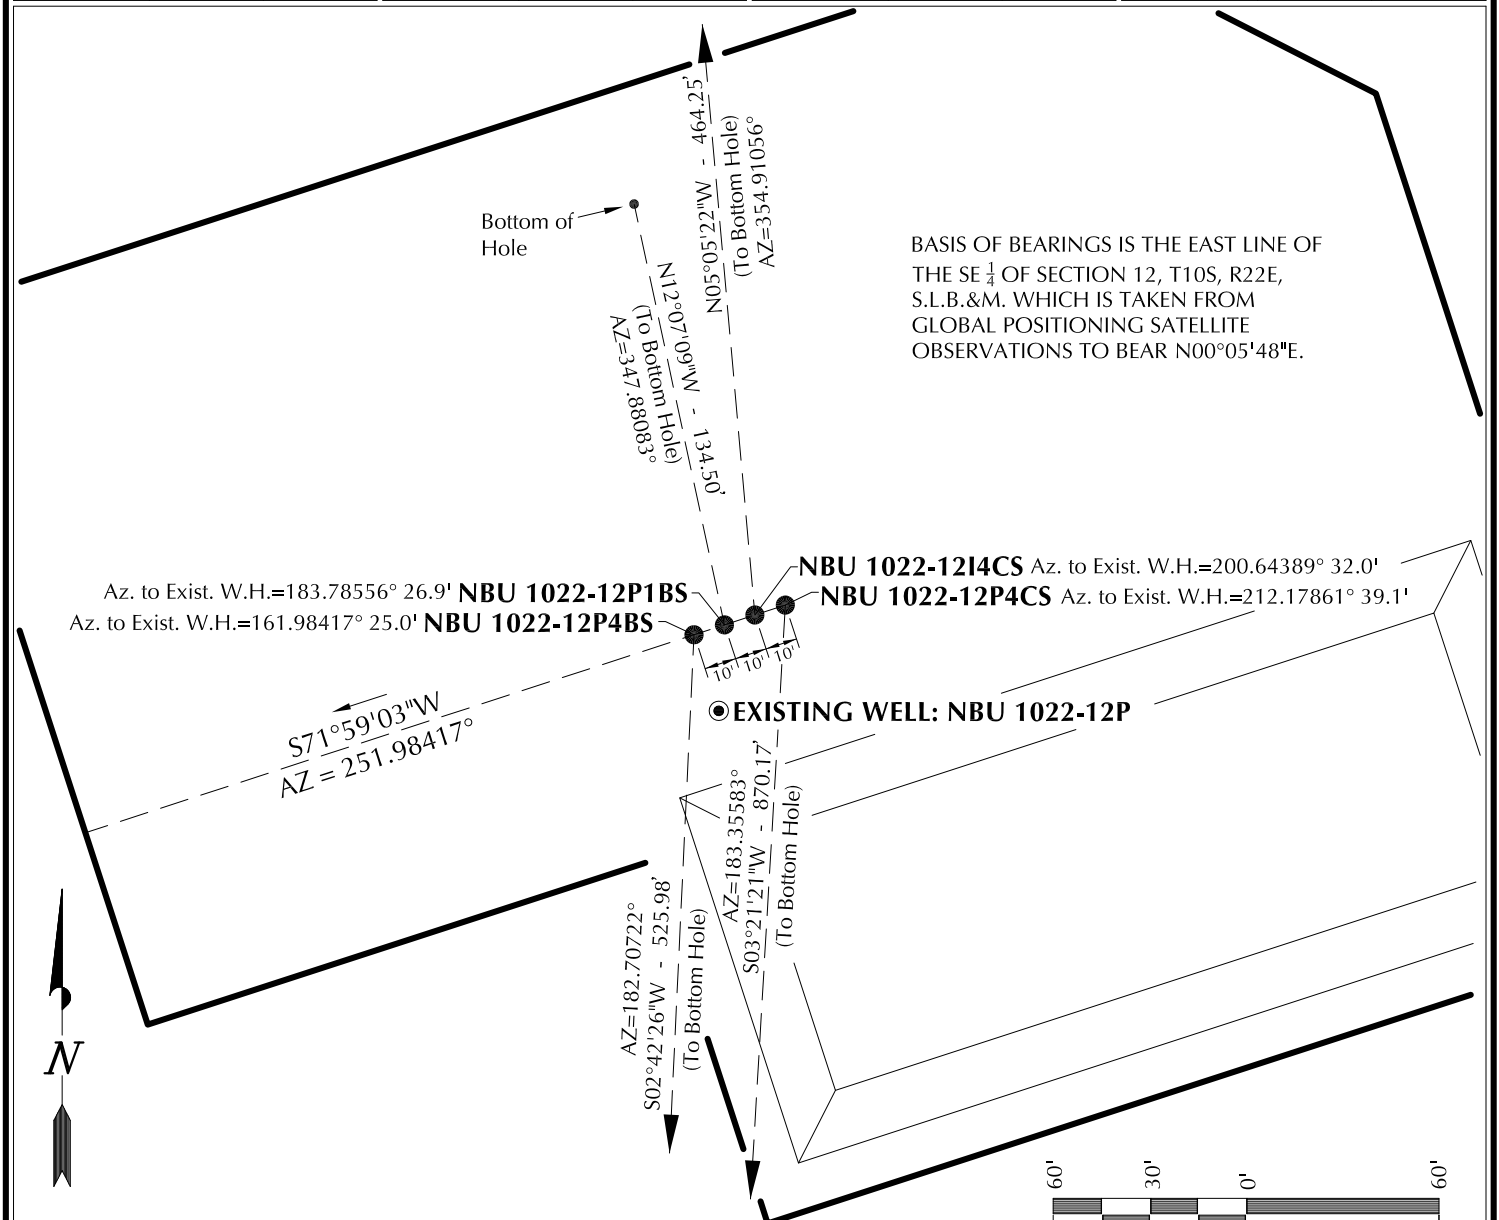 N05°05'22"W - 464.25'
(To Bottom Hole)
AZ=354.91056°
Bottom of
Hole
N12°07'09"W - 134.50'
(To Bottom Hole)
AZ=347.88083°
BASIS OF BEARINGS IS THE EAST LINE OF
THE SE 1/4 OF SECTION 12, T10S, R22E,
S.L.B.&M. WHICH IS TAKEN FROM
GLOBAL POSITIONING SATELLITE
OBSERVATIONS TO BEAR N00°05'48"E.
NBU 1022-12I4CS Az. to Exist. W.H.=200.64389° 32.0'
Az. to Exist. W.H.=183.78556° 26.9' NBU 1022-12P1BS
NBU 1022-12P4CS Az. to Exist. W.H.=212.17861° 39.1'
Az. to Exist. W.H.=161.98417° 25.0' NBU 1022-12P4BS
10' 10' 10'
EXISTING WELL: NBU 1022-12P
S71°59'03"W
AZ = 251.98417°
AZ=183.35583°
S03°21'21"W - 870.17'
(To Bottom Hole)
AZ=182.70722°
S02°42'26"W - 525.98'
(To Bottom Hole)
N
60' 30' 0' 60'